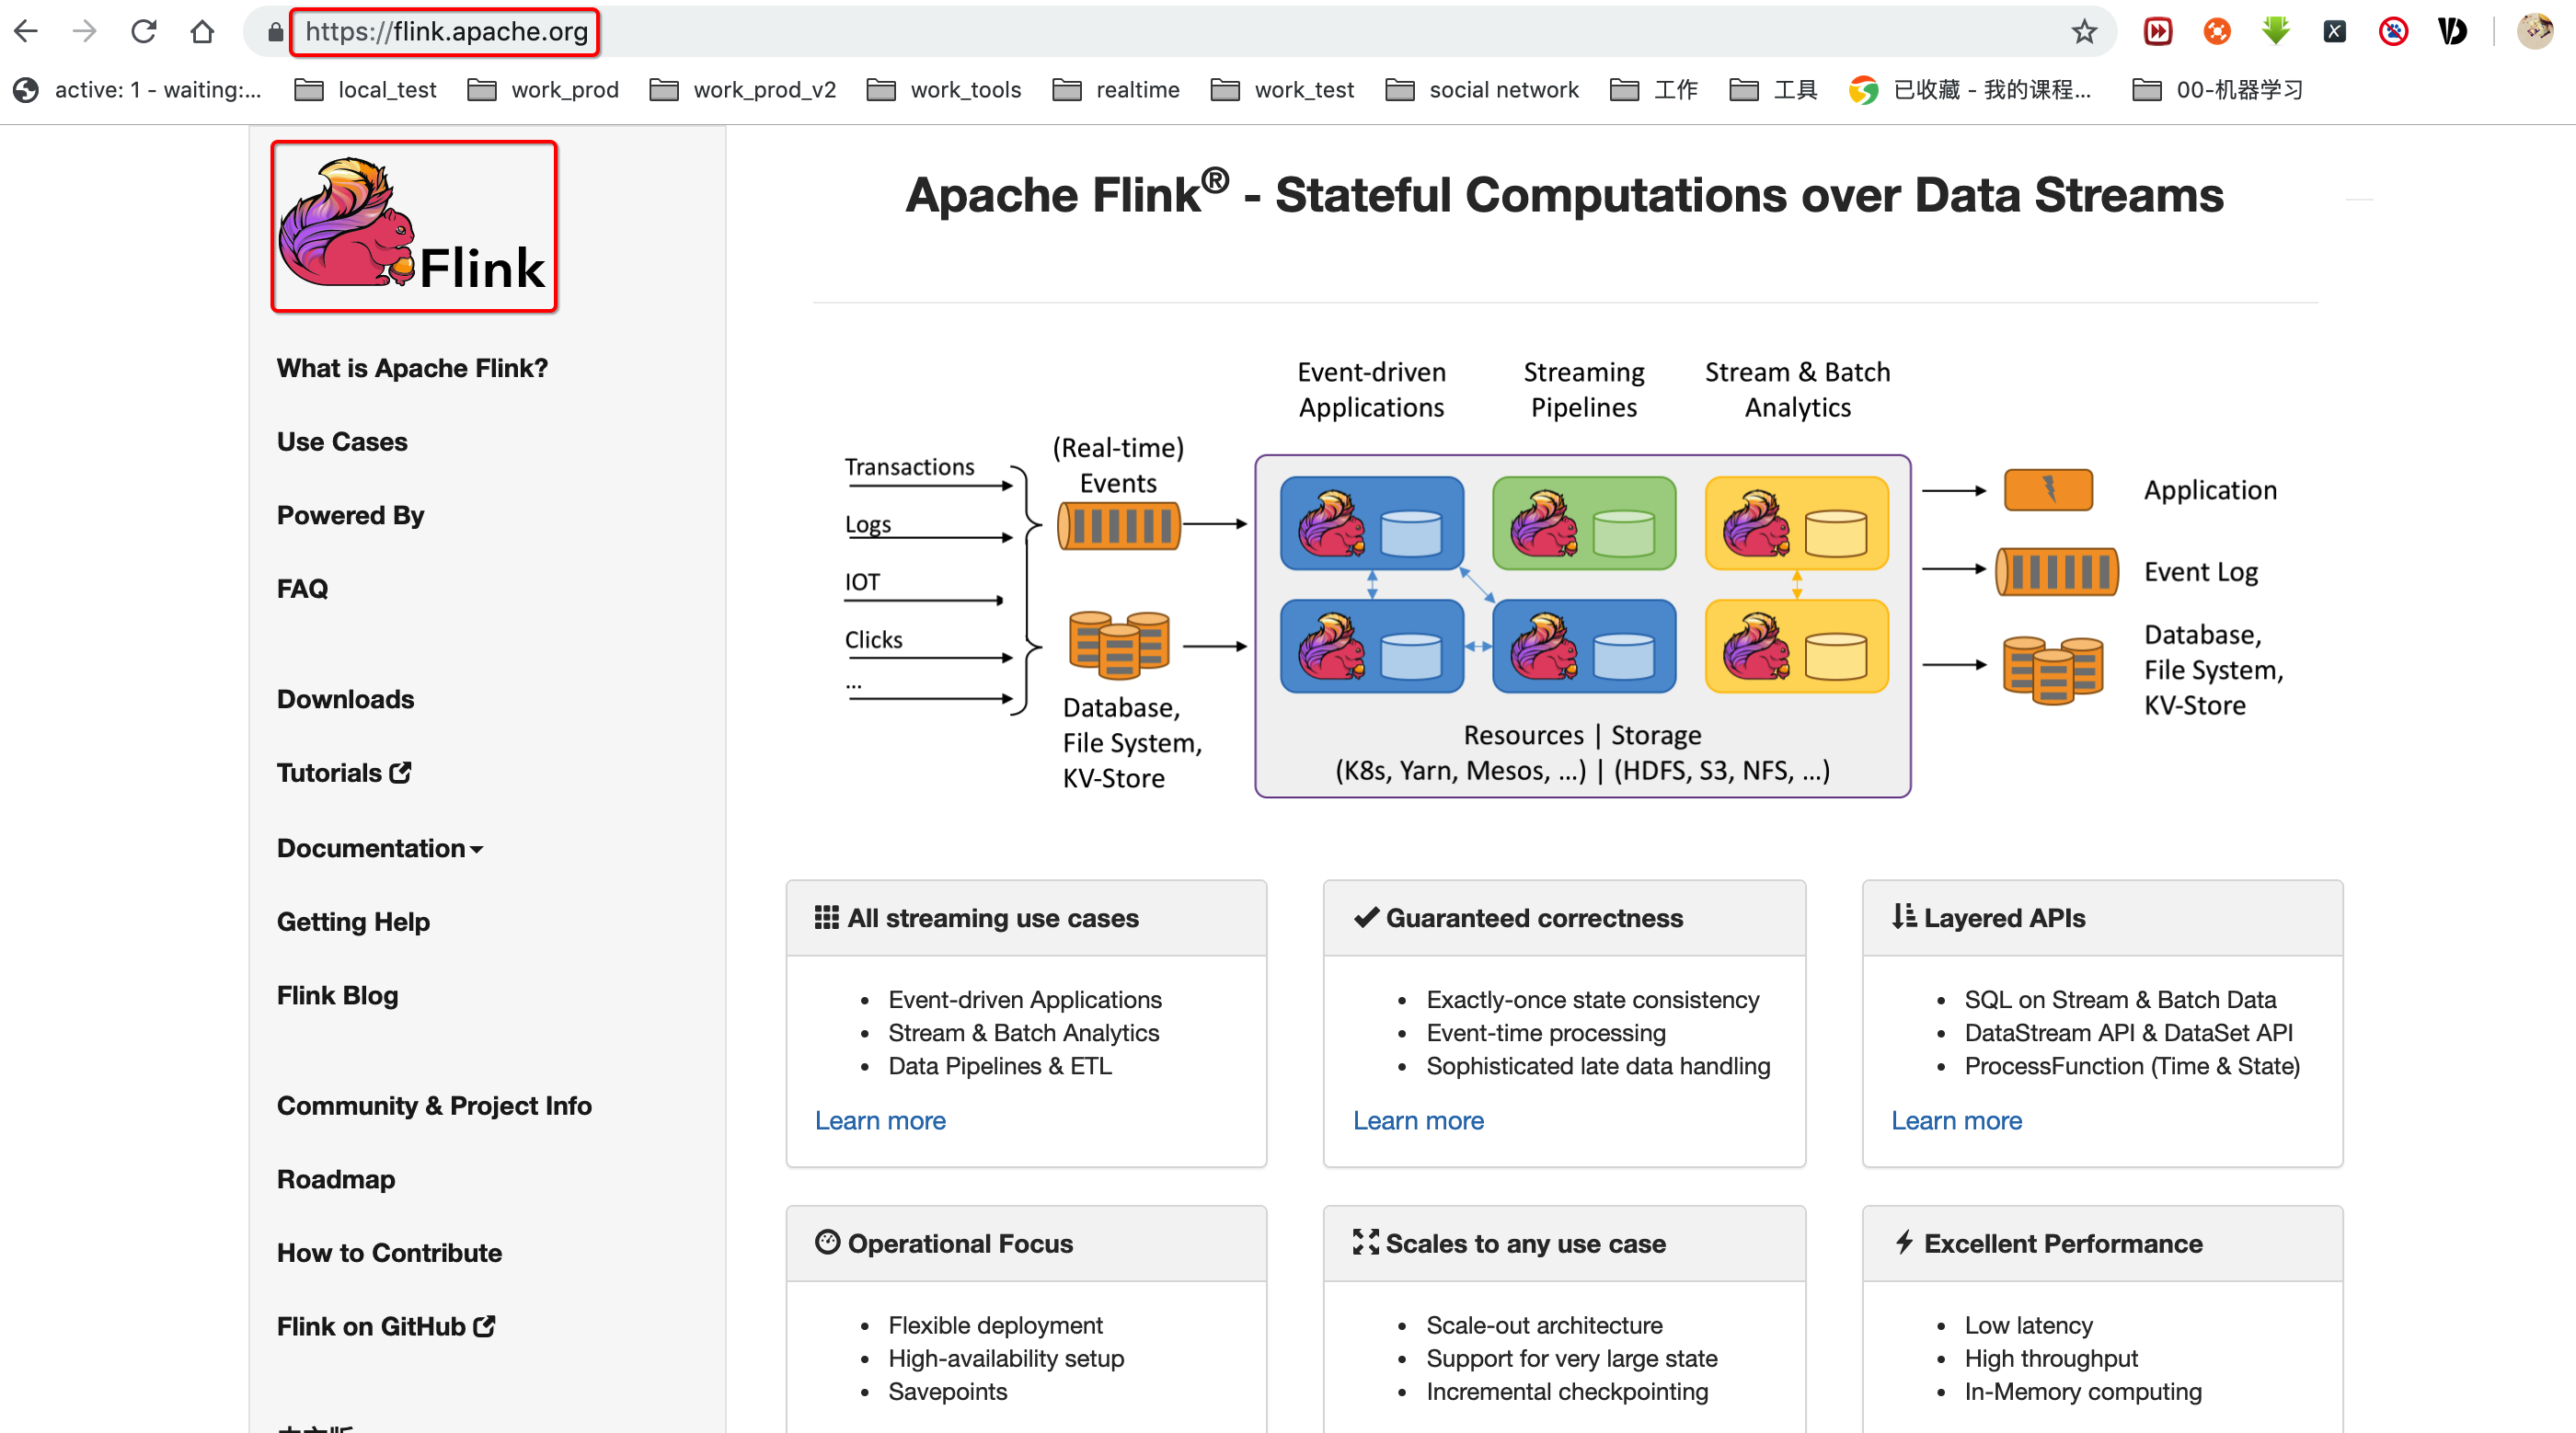 https://flink.apache.org
active: 1 - waiting:...
local_test
work_prod
work_prod_v2
work_tools
realtime
work_test
social network
工作
工具
已收藏 - 我的课程...
00-机器学习
Flink
What is Apache Flink?
Use Cases
Powered By
FAQ
Downloads
Tutorials
Documentation
Getting Help
Flink Blog
Community & Project Info
Roadmap
How to Contribute
Flink on GitHub
中文版
Apache Flink® - Stateful Computations over Data Streams
Event-driven
Applications
Streaming
Pipelines
Stream & Batch
Analytics
Transactions
Logs
IOT
Clicks
...
(Real-time)
Events
Database,
File System,
KV-Store
Resources | Storage
(K8s, Yarn, Mesos, ...) | (HDFS, S3, NFS, ...)
Application
Event Log
Database,
File System,
KV-Store
All streaming use cases
Event-driven Applications
Stream & Batch Analytics
Data Pipelines & ETL
Learn more
Guaranteed correctness
Exactly-once state consistency
Event-time processing
Sophisticated late data handling
Learn more
Layered APIs
SQL on Stream & Batch Data
DataStream API & DataSet API
ProcessFunction (Time & State)
Learn more
Operational Focus
Flexible deployment
High-availability setup
Savepoints
Scales to any use case
Scale-out architecture
Support for very large state
Incremental checkpointing
Excellent Performance
Low latency
High throughput
In-Memory computing